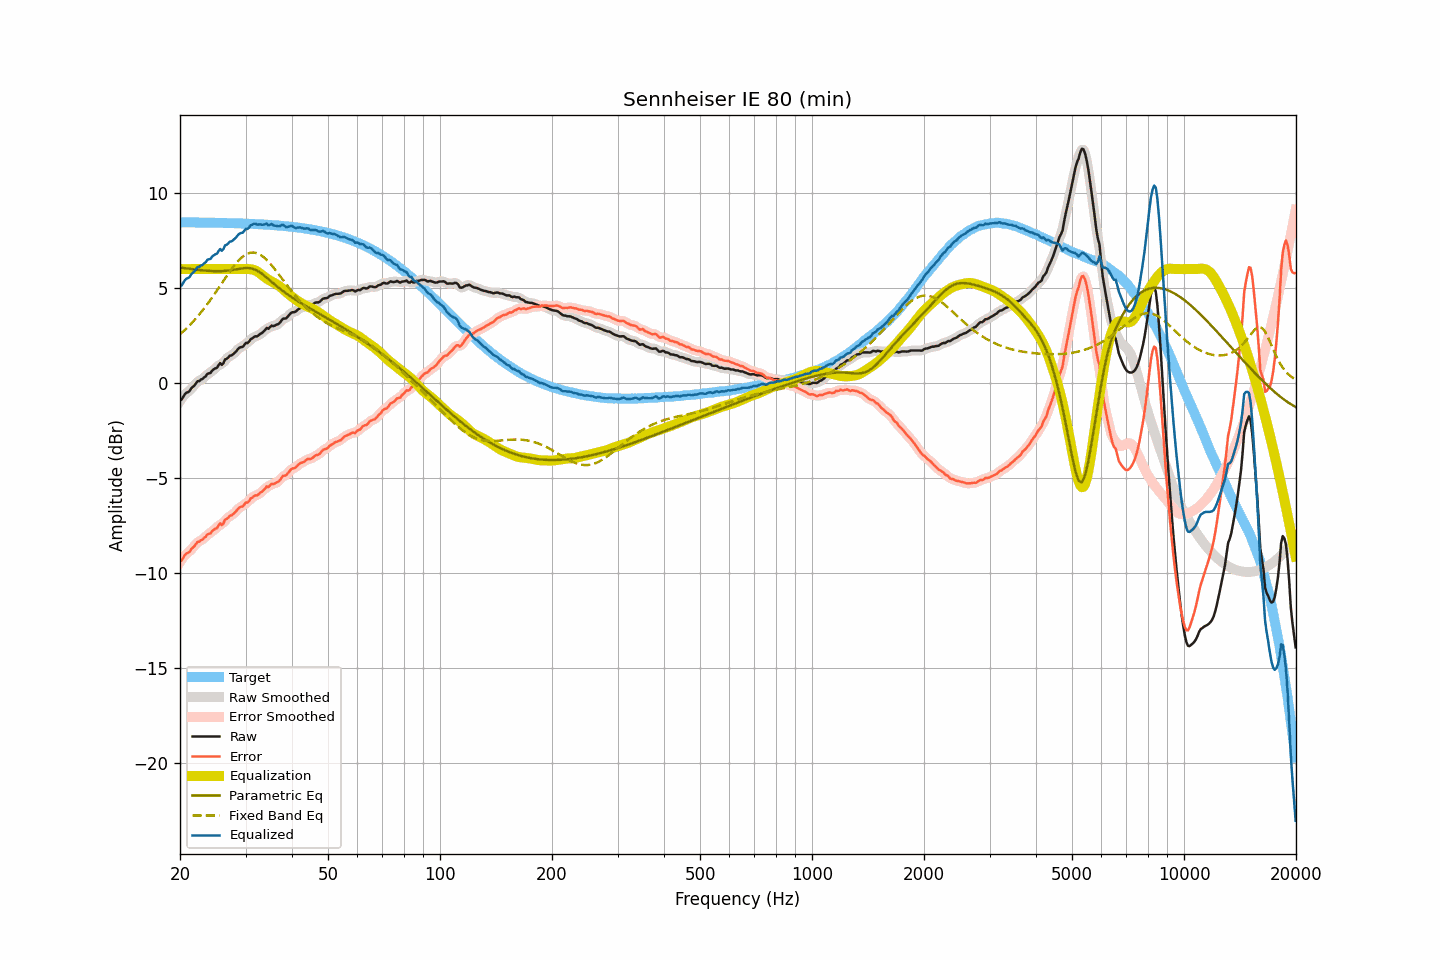 Sennheiser IE 80 (min)
10
5
0
−5
−10
−15
−20
Amplitude (dBr)
Target
Raw Smoothed
Error Smoothed
Raw
Error
Equalization
Parametric Eq
Fixed Band Eq
Equalized
20 50 100 200 500 1000 2000 5000 10000 20000
Frequency (Hz)